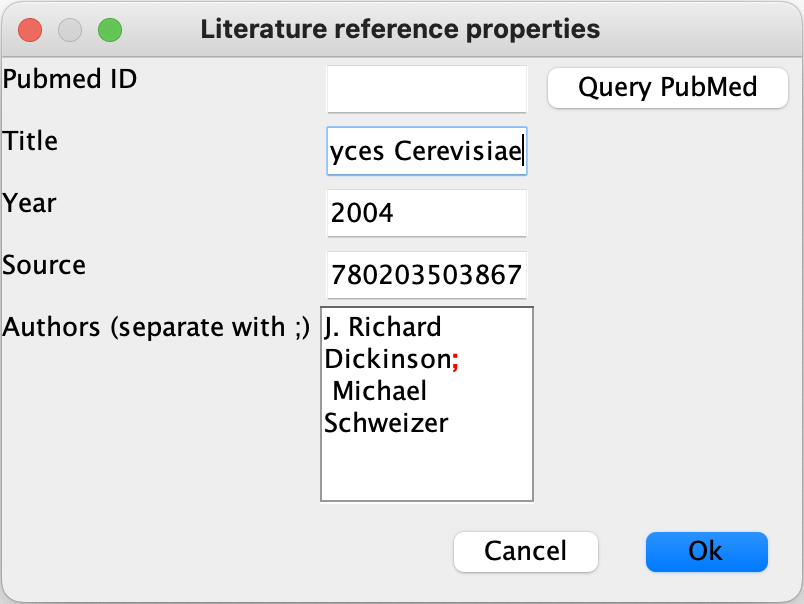 Literature reference properties
Pubmed ID
Query PubMed
Title
yces Cerevisiae
Year
2004
Source
780203503867
Authors (separate with ;)
J. Richard
Dickinson;
Michael
Schweizer
Cancel
Ok